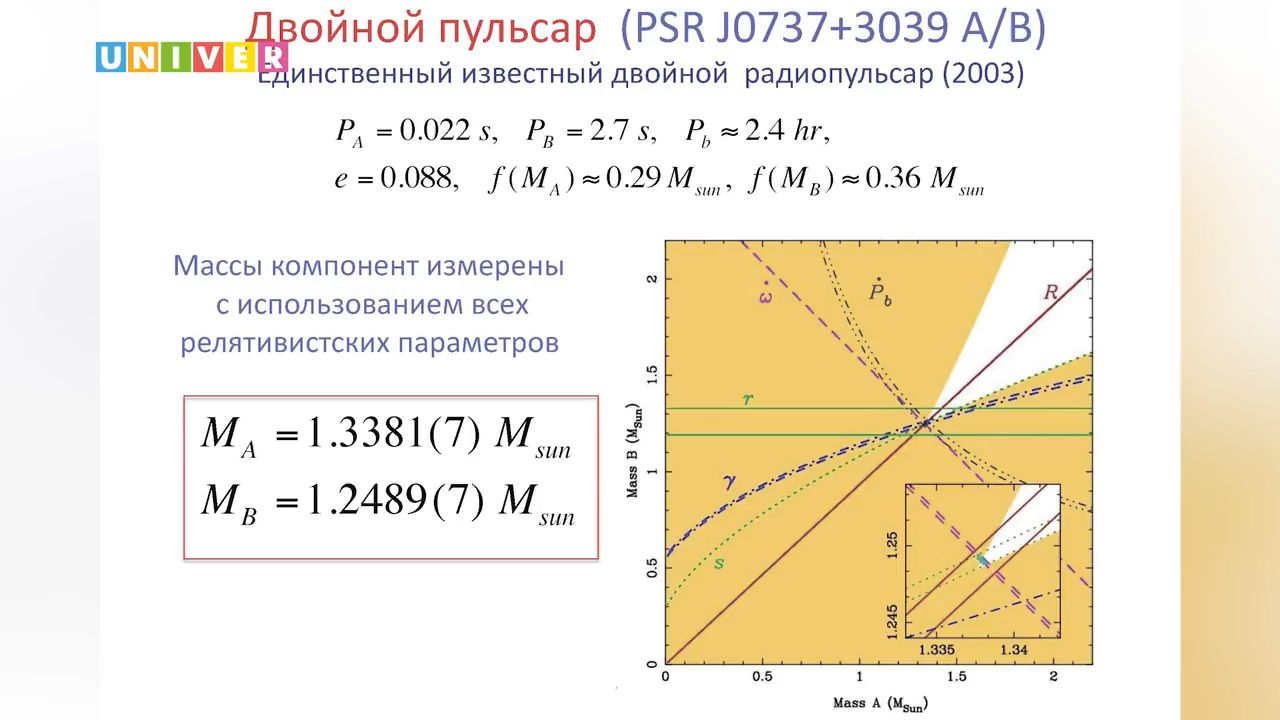 Двойной пульсар (PSR J0737+3039 A/B)
UNIVER
Единственный известный двойной радиопульсар (2003)
P_A = 0.022 s, P_B = 2.7 s, P_b ≈ 2.4 hr,
e = 0.088, f(M_A) ≈ 0.29 M_sun, f(M_B) ≈ 0.36 M_sun
Массы компонент измерены
с использованием всех
релятивистских параметров
M_A = 1.3381(7) M_sun
M_B = 1.2489(7) M_sun
ω̇
Ṗ_b
R
r
γ
s
Mass B (M_Sun)
2
1.5
1
0.5
0
0 0.5 1 1.5 2
Mass A (M_Sun)
1.25
1.245
1.335 1.34